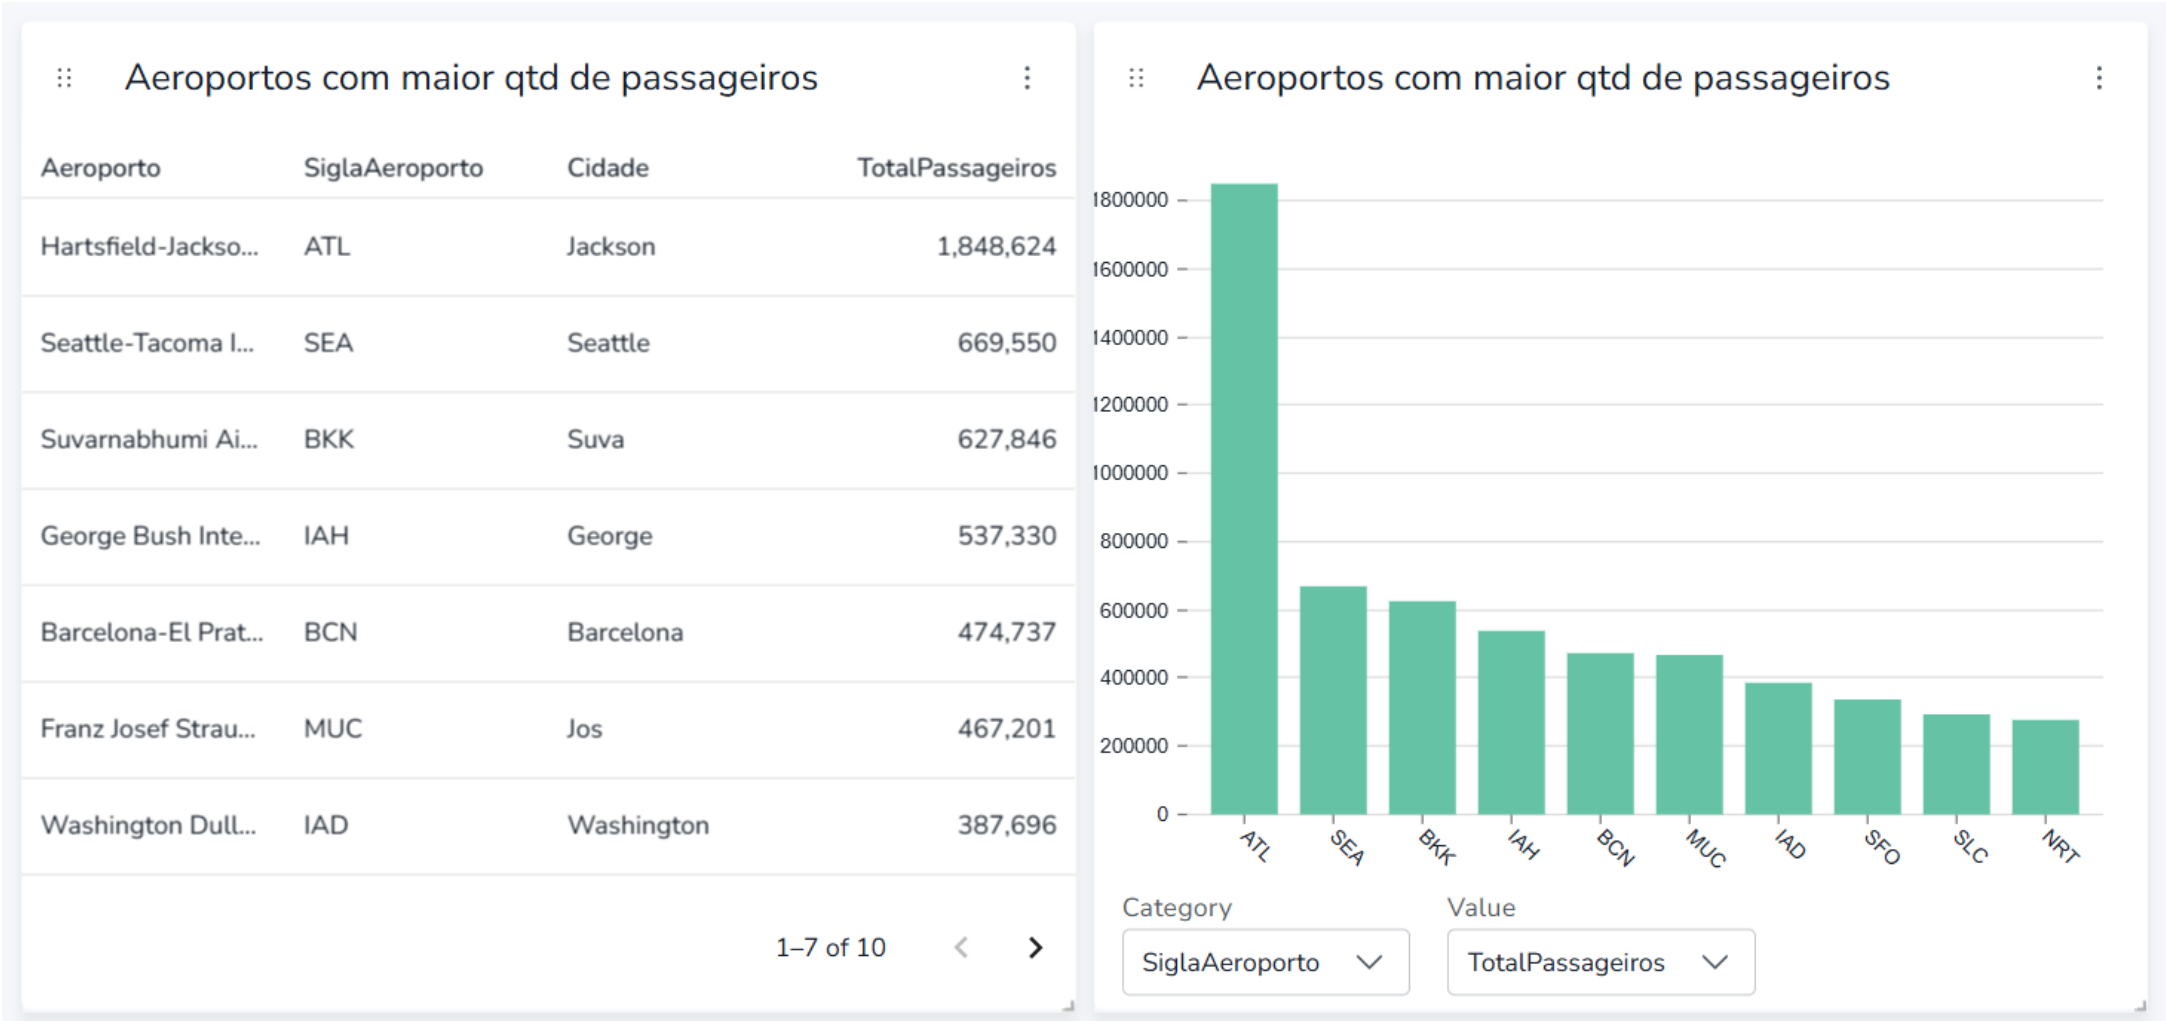 Aeroportos com maior qtd de passageiros
Aeroporto SiglaAeroporto Cidade TotalPassageiros
Hartsfield-Jackso... ATL Jackson 1,848,624
Seattle-Tacoma I... SEA Seattle 669,550
Suvarnabhumi Ai... BKK Suva 627,846
George Bush Inte... IAH George 537,330
Barcelona-El Prat... BCN Barcelona 474,737
Franz Josef Strau... MUC Jos 467,201
Washington Dull... IAD Washington 387,696
1–7 of 10
Aeroportos com maior qtd de passageiros
1800000
1600000
1400000
1200000
1000000
800000
600000
400000
200000
0
ATL SEA BKK IAH BCN MUC IAD SFO SLC NRT
Category Value
SiglaAeroporto TotalPassageiros